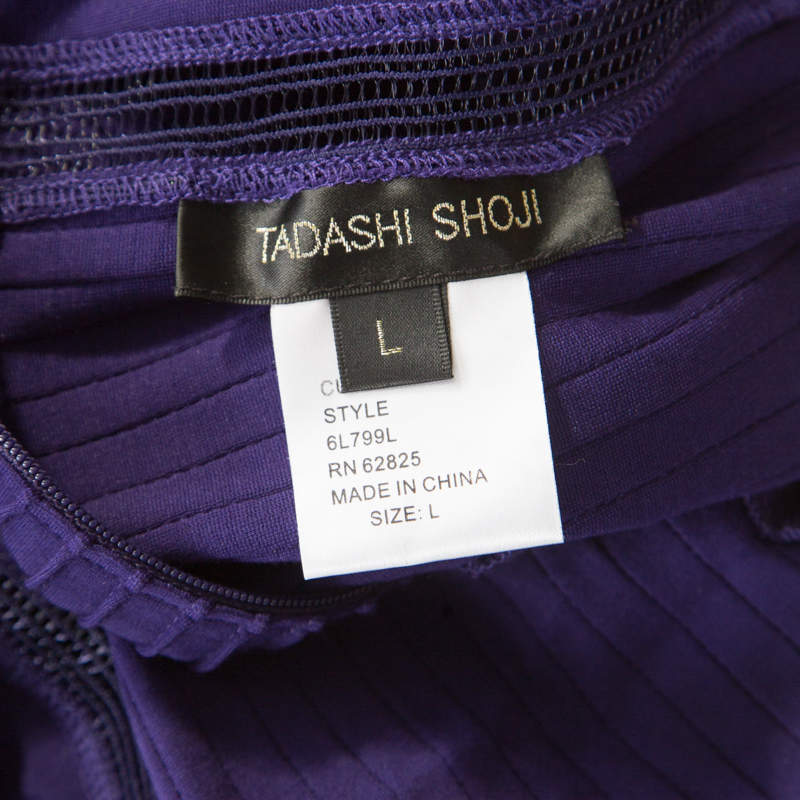 TADASHI SHOJI
L
STYLE
6L799L
RN 62825
MADE IN CHINA
SIZE: L